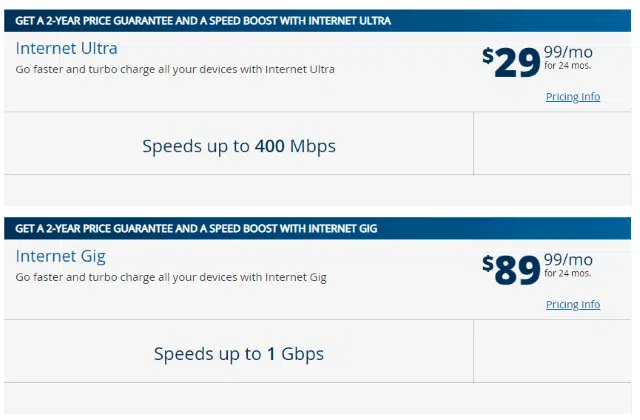 GET A 2-YEAR PRICE GUARANTEE AND A SPEED BOOST WITH INTERNET ULTRA
Internet Ultra
Go faster and turbo charge all your devices with Internet Ultra
$29 99/mo
for 24 mos.
Pricing Info
Speeds up to 400 Mbps
GET A 2-YEAR PRICE GUARANTEE AND A SPEED BOOST WITH INTERNET GIG
Internet Gig
Go faster and turbo charge all your devices with Internet Gig
$89 99/mo
for 24 mos.
Pricing Info
Speeds up to 1 Gbps